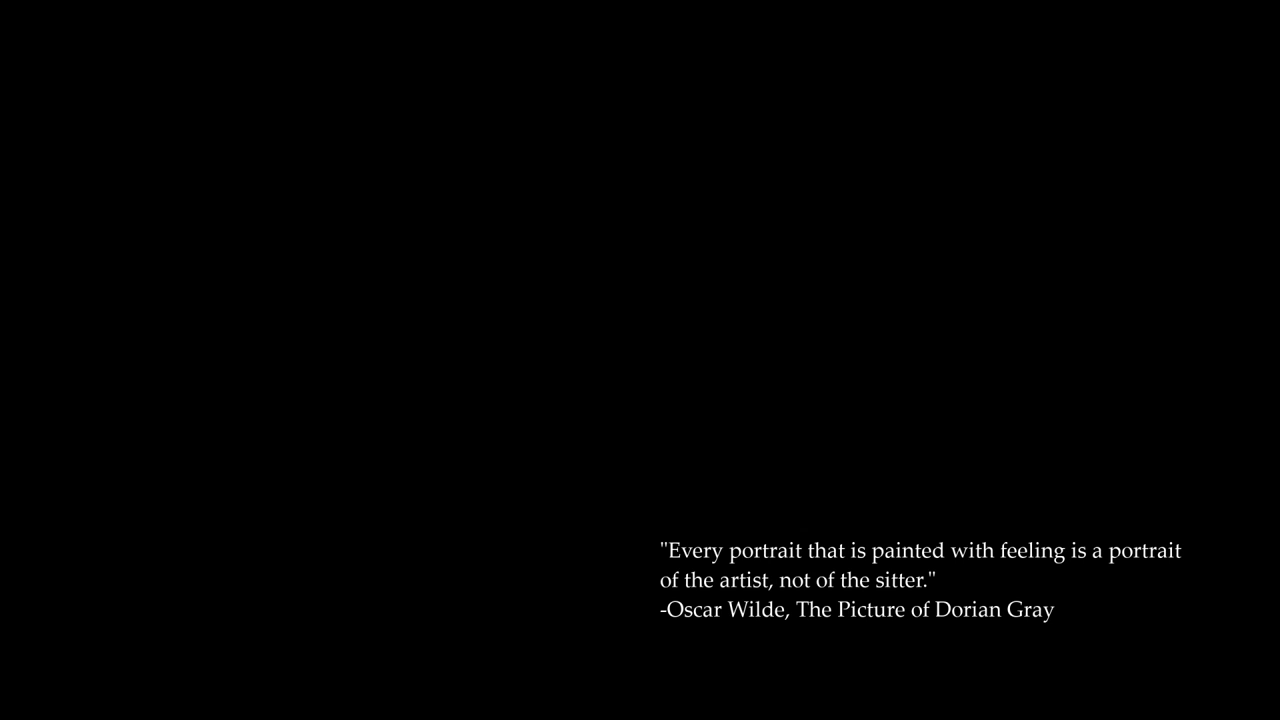 "Every portrait that is painted with feeling is a portrait
of the artist, not of the sitter."
-Oscar Wilde, The Picture of Dorian Gray